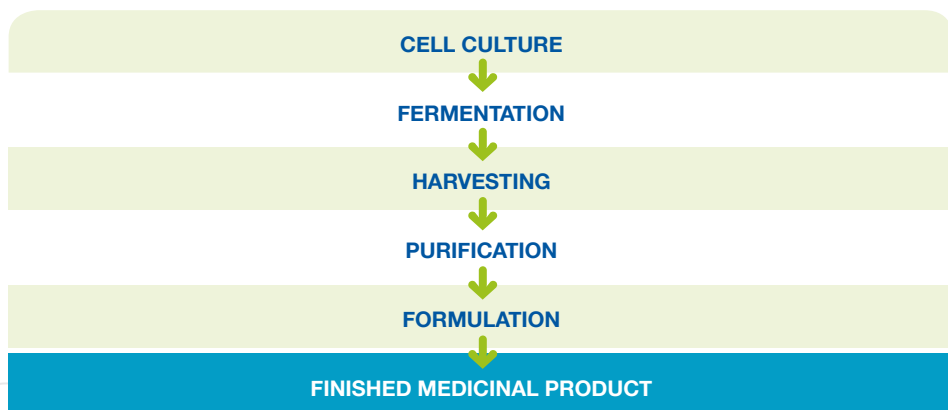 CELL CULTURE
FERMENTATION
HARVESTING
PURIFICATION
FORMULATION
FINISHED MEDICINAL PRODUCT